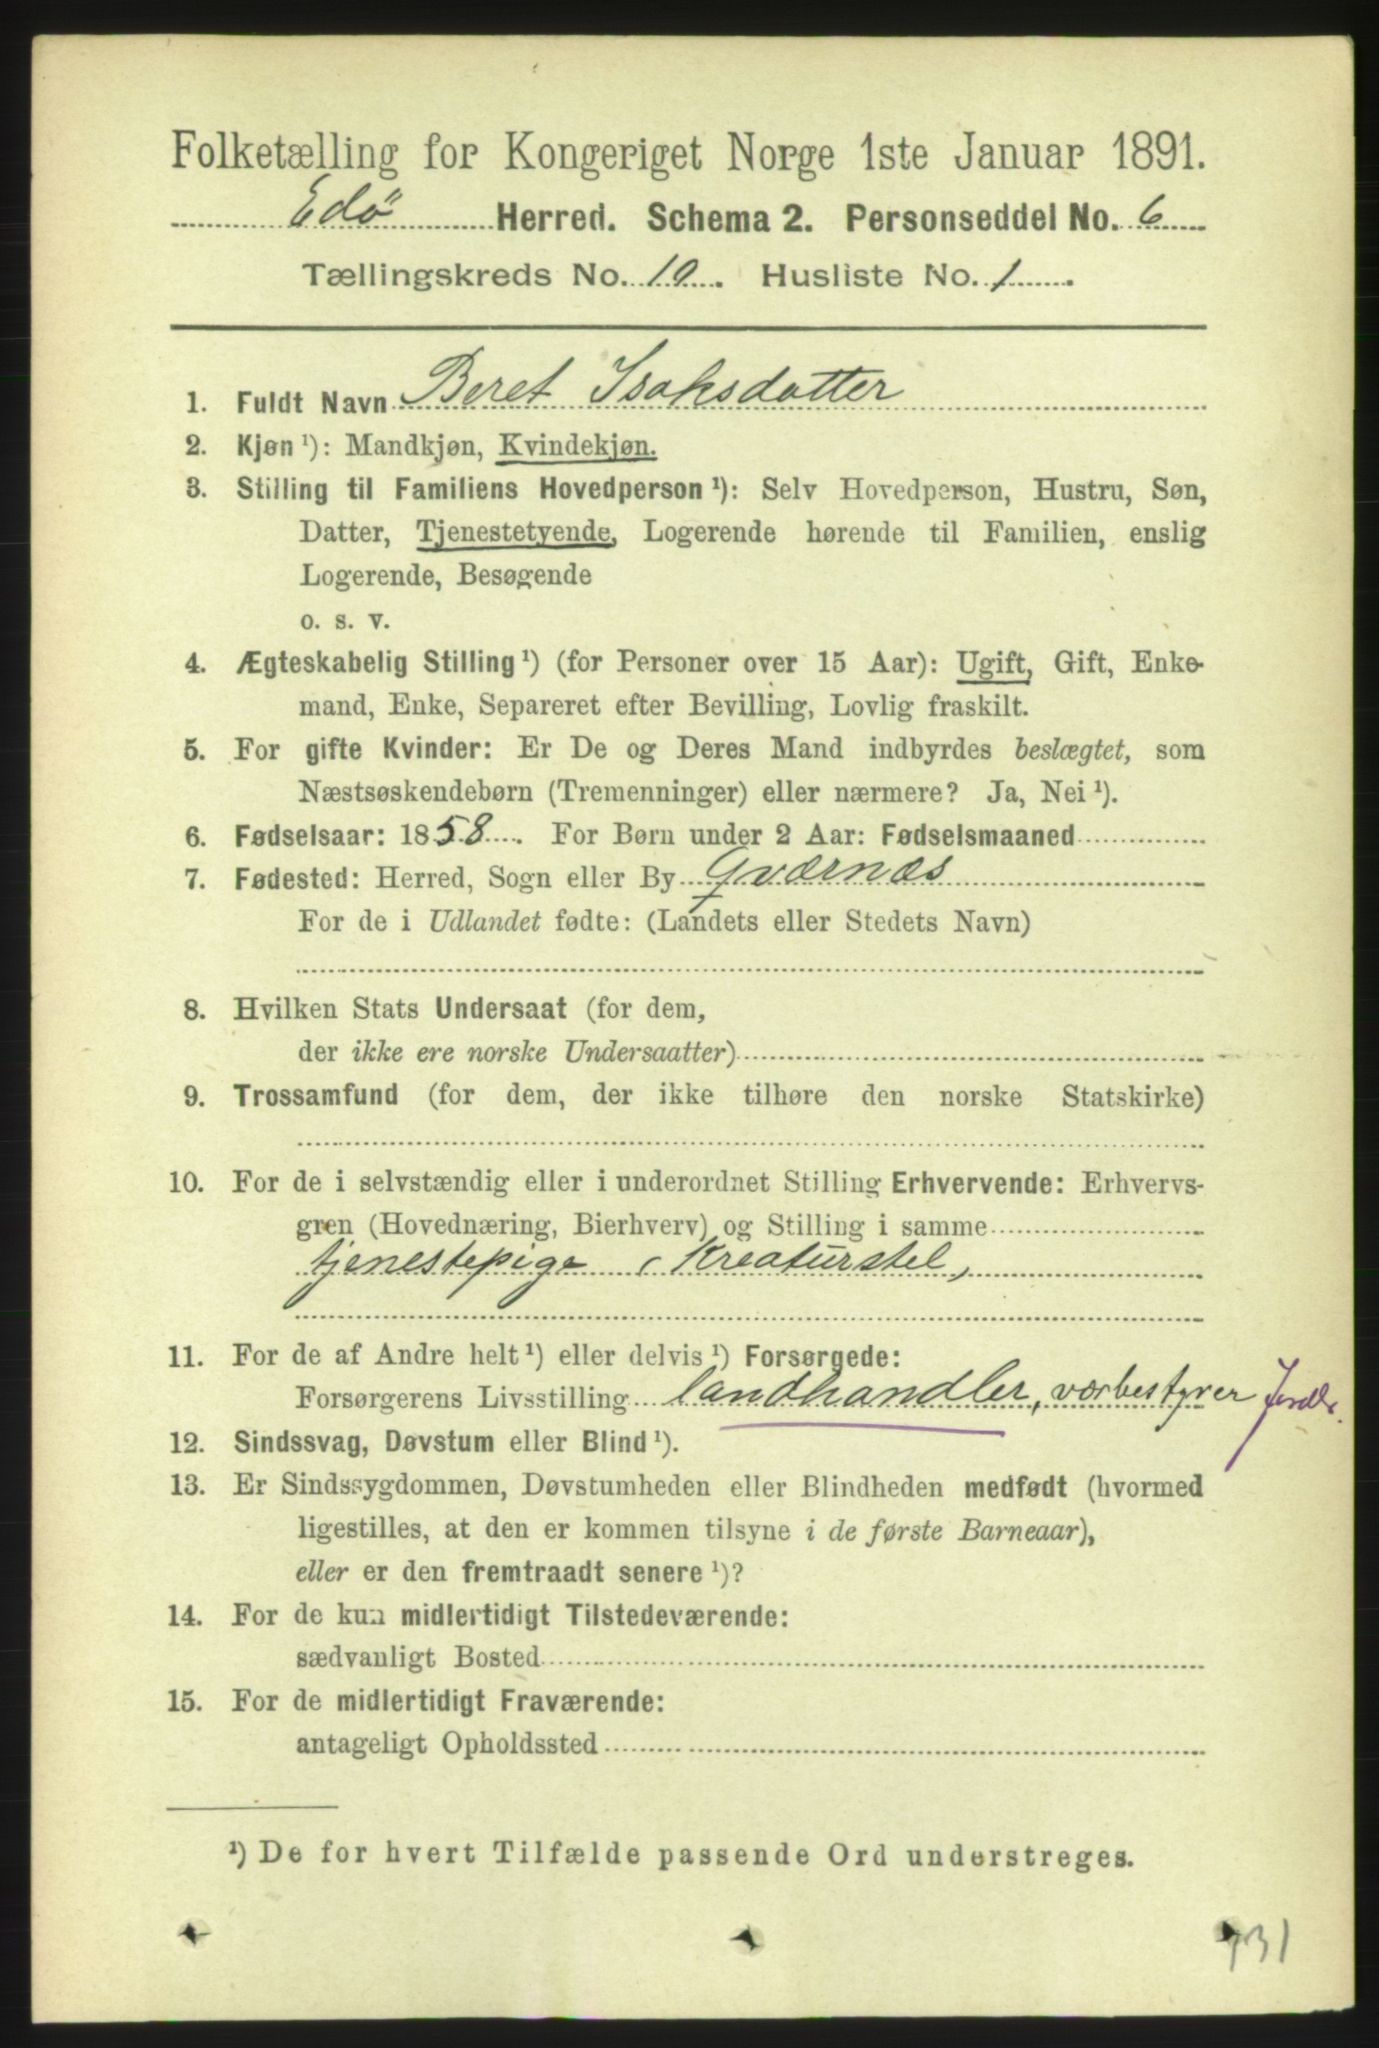 Folketælling for Kongeriget Norge 1ste Januar 1891.
Edø Herred. Schema 2. Personseddel No. 6
Tællingskreds No. 10. Husliste No. 1.
1. Fuldt Navn Beret Isaksdatter
2. Kjøn ¹): Mandkjøn, Kvindekjøn.
3. Stilling til Familiens Hovedperson ¹): Selv Hovedperson, Hustru, Søn,
Datter, Tjenestetyende, Logerende hørende til Familien, enslig
Logerende, Besøgende
o. s. v.
4. Ægteskabelig Stilling ¹) (for Personer over 15 Aar): Ugift, Gift, Enke-
mand, Enke, Separeret efter Bevilling, Lovlig fraskilt.
5. For gifte Kvinder: Er De og Deres Mand indbyrdes beslægtet, som
Næstsøskendebørn (Tremenninger) eller nærmere? Ja, Nei ¹).
6. Fødselsaar: 1858. For Børn under 2 Aar: Fødselsmaaned
7. Fødested: Herred, Sogn eller By Qværnæs
For de i Udlandet fødte: (Landets eller Stedets Navn)
8. Hvilken Stats Undersaat (for dem,
der ikke ere norske Undersaatter)
9. Trossamfund (for dem, der ikke tilhøre den norske Statskirke)
10. For de i selvstændig eller i underordnet Stilling Erhvervende: Erhvervs-
gren (Hovednæring, Bierhverv) og Stilling i samme
tjenestepige, Kreaturstel,
11. For de af Andre helt ¹) eller delvis ¹) Forsørgede:
Forsørgerens Livsstilling landhandler, værbestyrer
12. Sindssvag, Døvstum eller Blind ¹).
13. Er Sindssygdommen, Døvstumheden eller Blindheden medfødt (hvormed
ligestilles, at den er kommen tilsyne i de første Barneaar),
eller er den fremtraadt senere ¹)?
14. For de kun midlertidigt Tilstedeværende:
sædvanligt Bosted
15. For de midlertidigt Fraværende:
antageligt Opholdssted
¹) De for hvert Tilfælde passende Ord understreges.
931